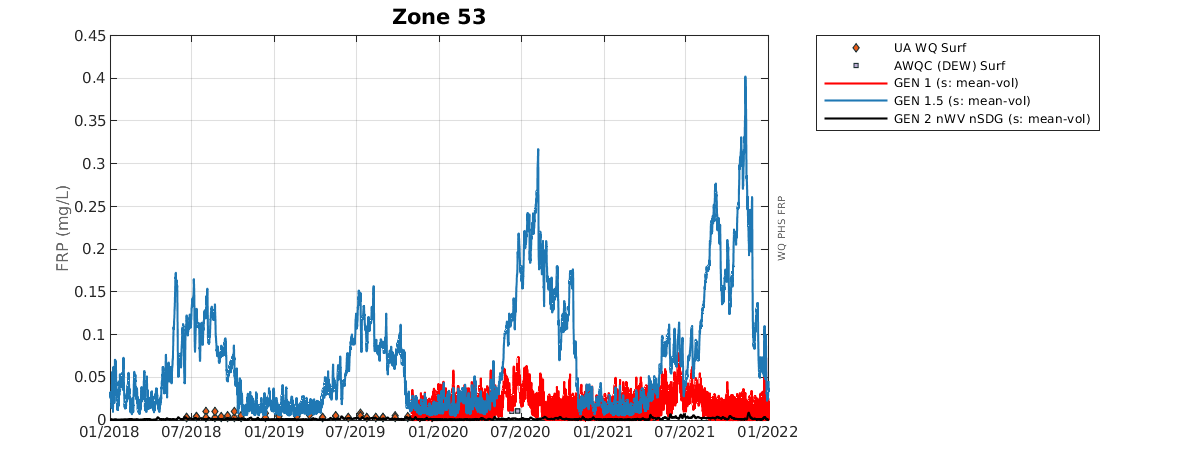 Zone 53
0.45
0.4
0.35
0.3
0.25
0.2
0.15
0.1
0.05
0
FRP (mg/L)
01/2018 07/2018 01/2019 07/2019 01/2020 07/2020 01/2021 07/2021 01/2022
WQ PHS FRP
UA WQ Surf
AWQC (DEW) Surf
GEN 1 (s: mean-vol)
GEN 1.5 (s: mean-vol)
GEN 2 nWV nSDG (s: mean-vol)